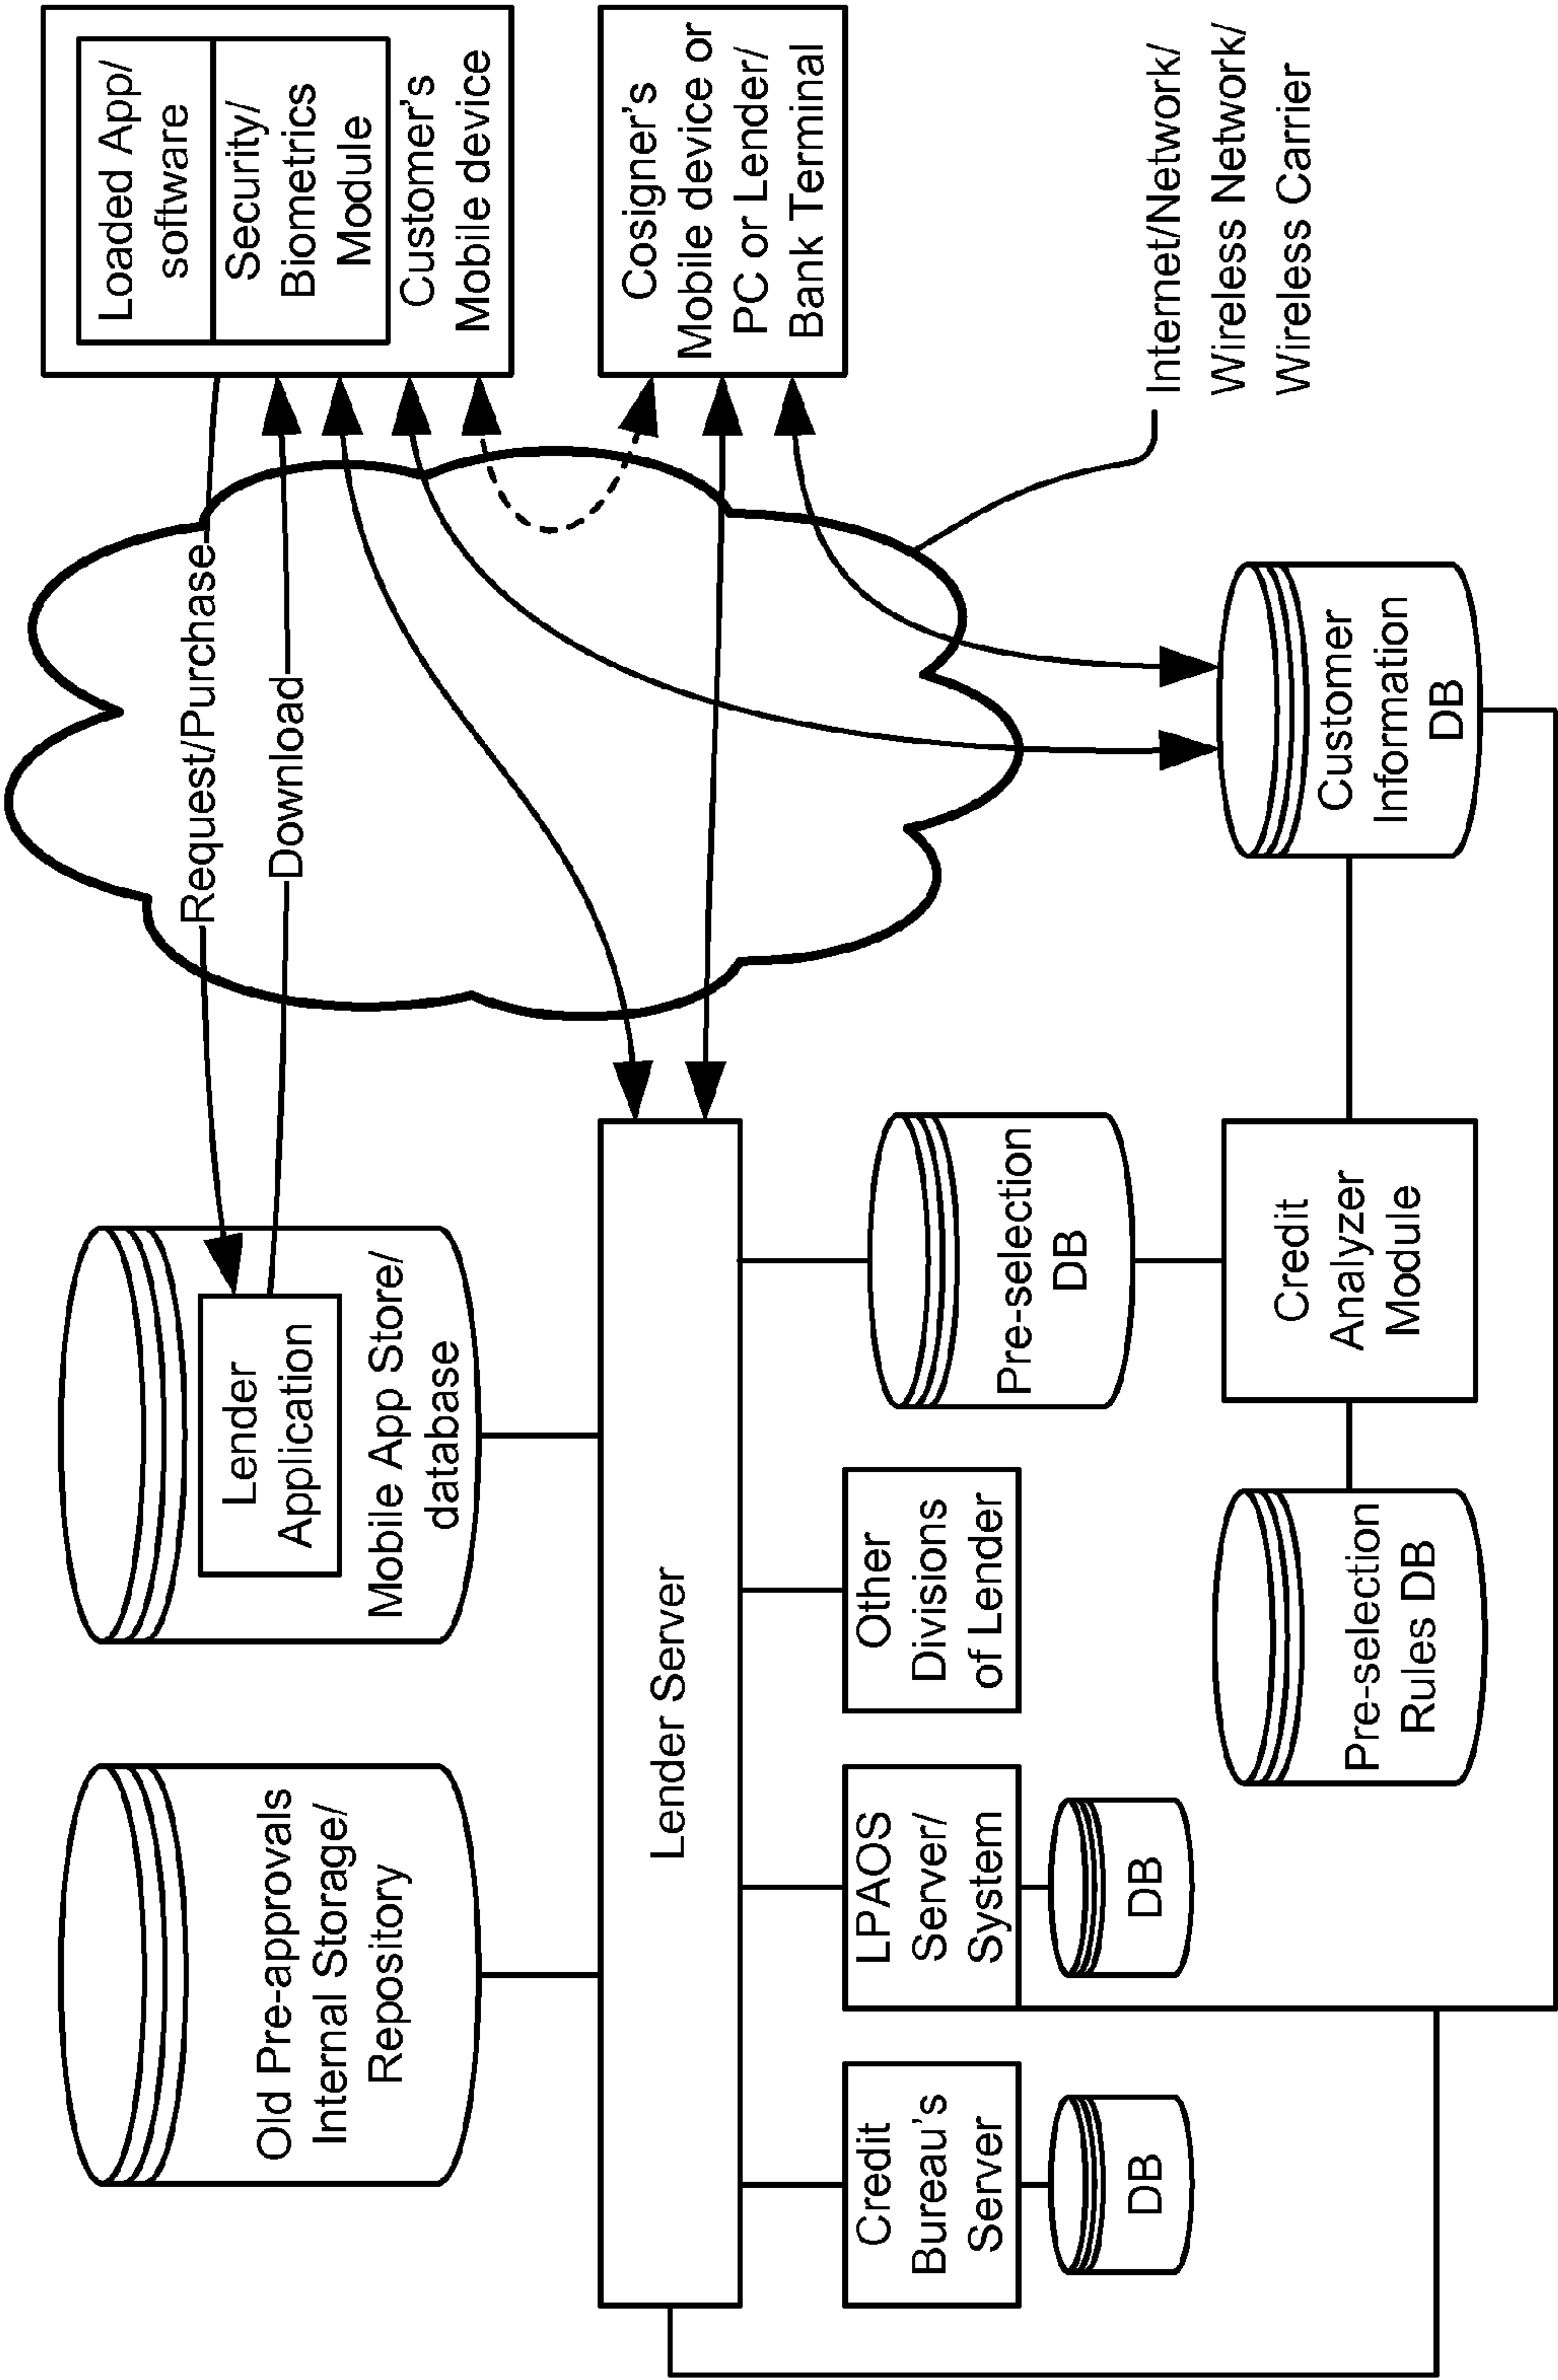 Old Pre-approvals
Internal Storage/
Repository
Lender
Application
Mobile App Store/
database
Request/Purchase
Download
Loaded App/
software
Security/
Biometrics
Module
Customer's
Mobile device
Lender Server
Cosigner's
Mobile device or
PC or Lender/
Bank Terminal
Credit
Bureau's
Server
DB
LPAOS
Server/
System
DB
Other
Divisions
of Lender
Pre-selection
DB
Internet/Network/
Wireless Network/
Wireless Carrier
Pre-selection
Rules DB
Credit
Analyzer
Module
Customer
Information
DB